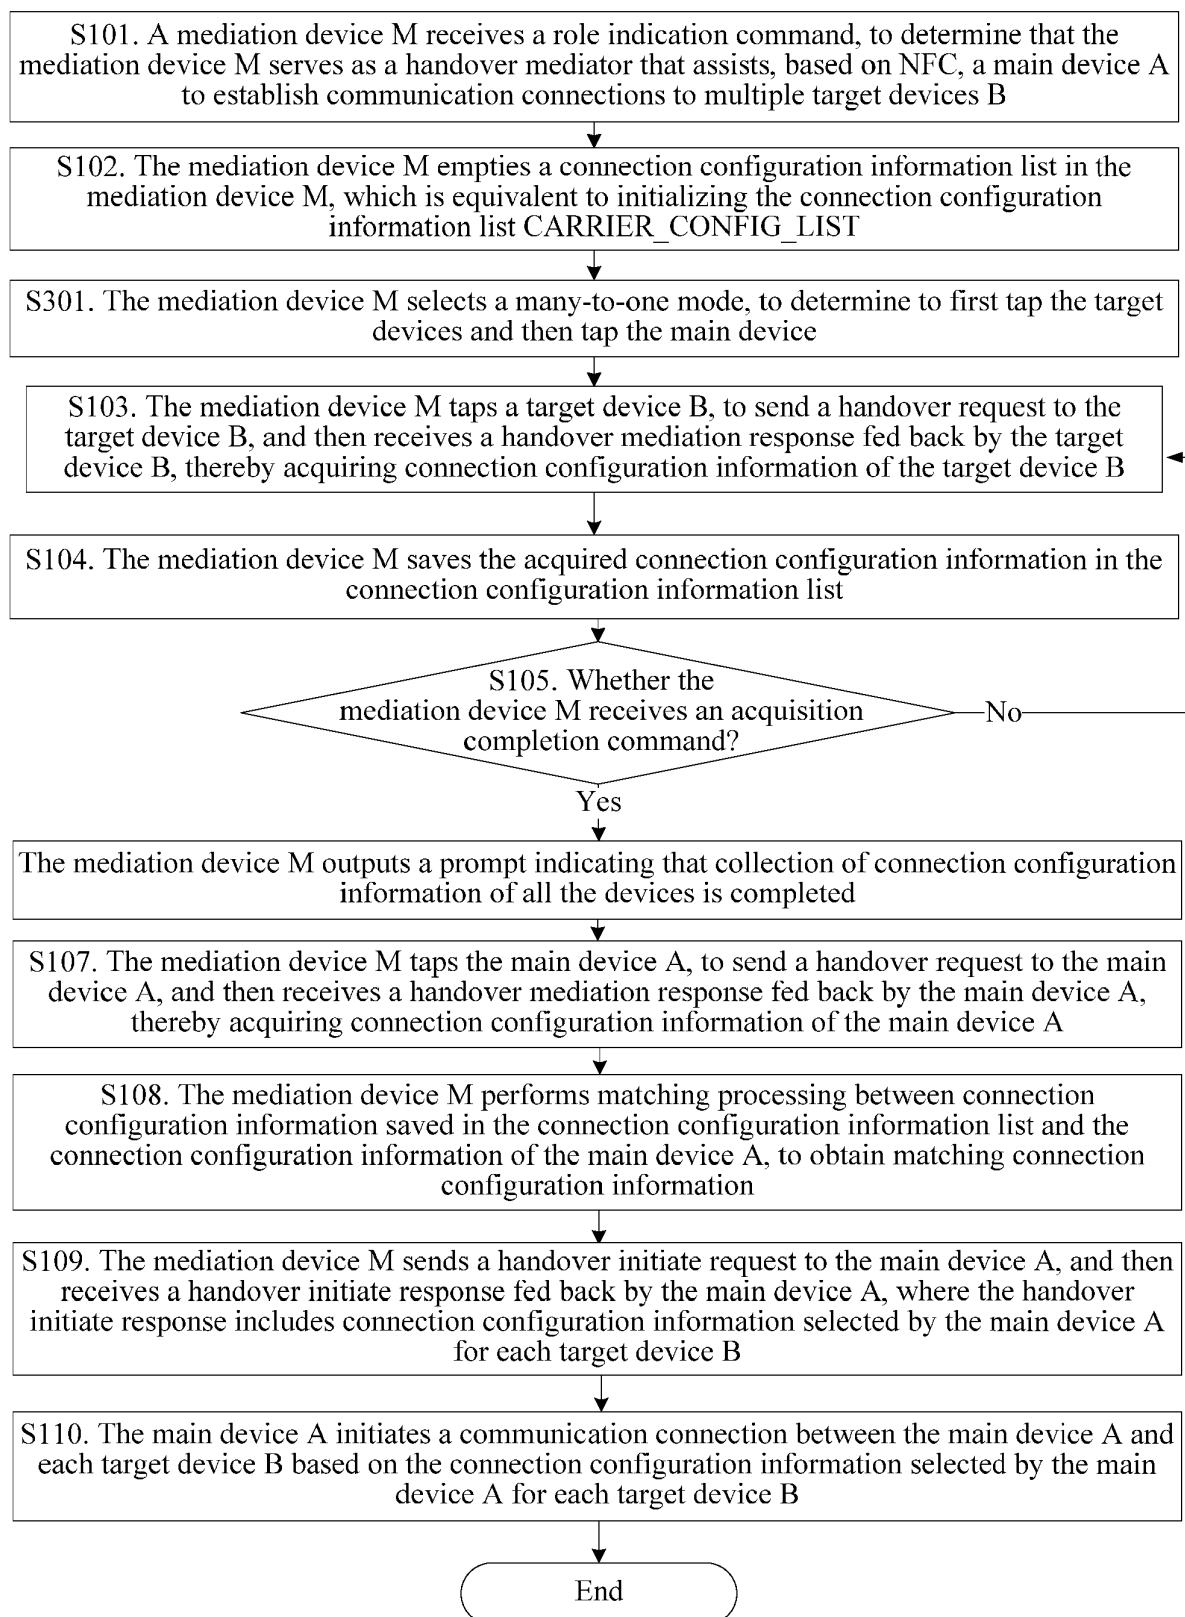 S101. A mediation device M receives a role indication command, to determine that the
mediation device M serves as a handover mediator that assists, based on NFC, a main device A
to establish communication connections to multiple target devices B
S102. The mediation device M empties a connection configuration information list in the
mediation device M, which is equivalent to initializing the connection configuration
information list CARRIER_CONFIG_LIST
S301. The mediation device M selects a many-to-one mode, to determine to first tap the target
devices and then tap the main device
S103. The mediation device M taps a target device B, to send a handover request to the
target device B, and then receives a handover mediation response fed back by the target
device B, thereby acquiring connection configuration information of the target device B
S104. The mediation device M saves the acquired connection configuration information in the
connection configuration information list
S105. Whether the
mediation device M receives an acquisition
completion command?
No
Yes
The mediation device M outputs a prompt indicating that collection of connection configuration
information of all the devices is completed
S107. The mediation device M taps the main device A, to send a handover request to the main
device A, and then receives a handover mediation response fed back by the main device A,
thereby acquiring connection configuration information of the main device A
S108. The mediation device M performs matching processing between connection
configuration information saved in the connection configuration information list and the
connection configuration information of the main device A, to obtain matching connection
configuration information
S109. The mediation device M sends a handover initiate request to the main device A, and then
receives a handover initiate response fed back by the main device A, where the handover
initiate response includes connection configuration information selected by the main device A
for each target device B
S110. The main device A initiates a communication connection between the main device A and
each target device B based on the connection configuration information selected by the main
device A for each target device B
End